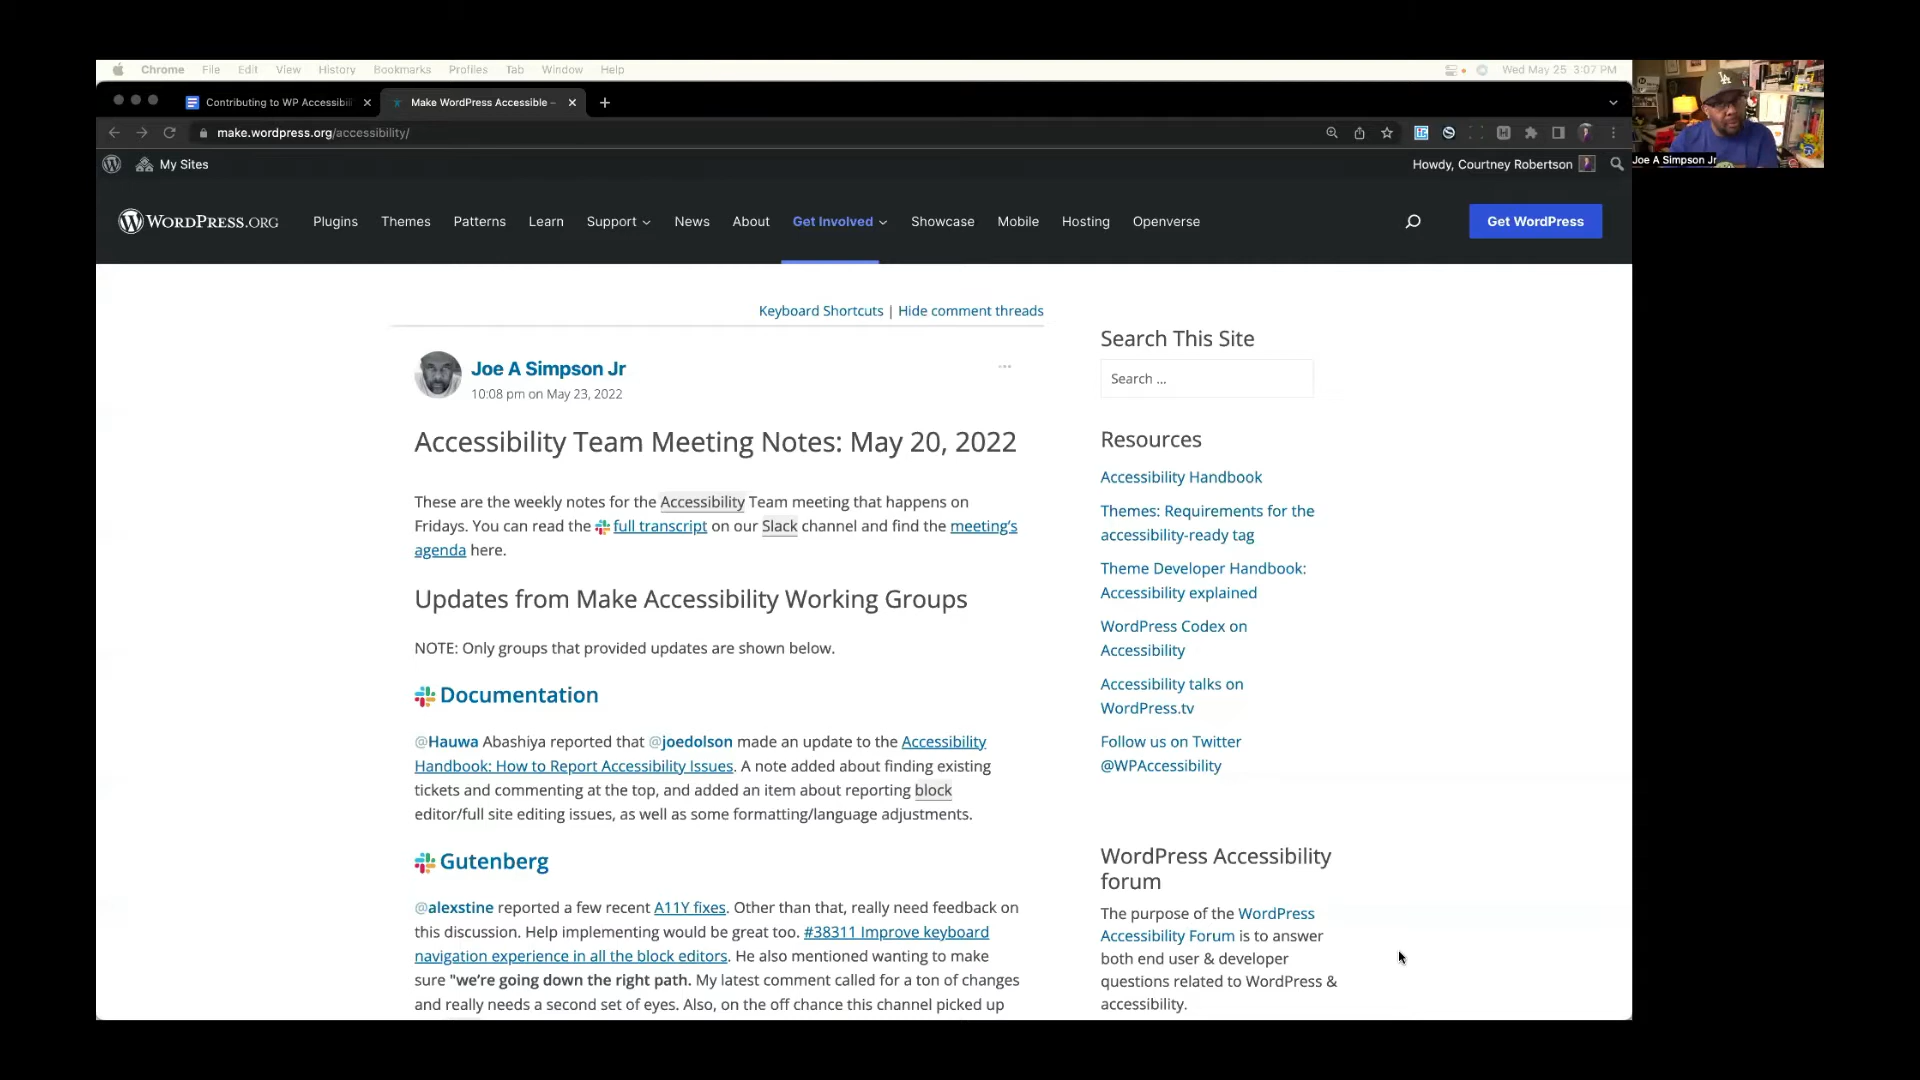 Chrome File Edit View History Bookmarks Profiles Tab Window Help Wed May 25 3:07 PM
Contributing to WP Accessibil Make WordPress Accessible –
make.wordpress.org/accessibility/
My Sites Howdy, Courtney Robertson
WORDPRESS.ORG Plugins Themes Patterns Learn Support News About Get Involved Showcase Mobile Hosting Openverse Get WordPress
Joe A Simpson Jr
Keyboard Shortcuts | Hide comment threads
Joe A Simpson Jr
10:08 pm on May 23, 2022
Accessibility Team Meeting Notes: May 20, 2022
These are the weekly notes for the Accessibility Team meeting that happens on
Fridays. You can read the full transcript on our Slack channel and find the meeting's
agenda here.
Updates from Make Accessibility Working Groups
NOTE: Only groups that provided updates are shown below.
Documentation
@Hauwa Abashiya reported that @joedolson made an update to the Accessibility
Handbook: How to Report Accessibility Issues. A note added about finding existing
tickets and commenting at the top, and added an item about reporting block
editor/full site editing issues, as well as some formatting/language adjustments.
Gutenberg
@alexstine reported a few recent A11Y fixes. Other than that, really need feedback on
this discussion. Help implementing would be great too. #38311 Improve keyboard
navigation experience in all the block editors. He also mentioned wanting to make
sure "we're going down the right path. My latest comment called for a ton of changes
and really needs a second set of eyes. Also, on the off chance this channel picked up
Search This Site
Search ...
Resources
Accessibility Handbook
Themes: Requirements for the
accessibility-ready tag
Theme Developer Handbook:
Accessibility explained
WordPress Codex on
Accessibility
Accessibility talks on
WordPress.tv
Follow us on Twitter
@WPAccessibility
WordPress Accessibility
forum
The purpose of the WordPress
Accessibility Forum is to answer
both end user & developer
questions related to WordPress &
accessibility.